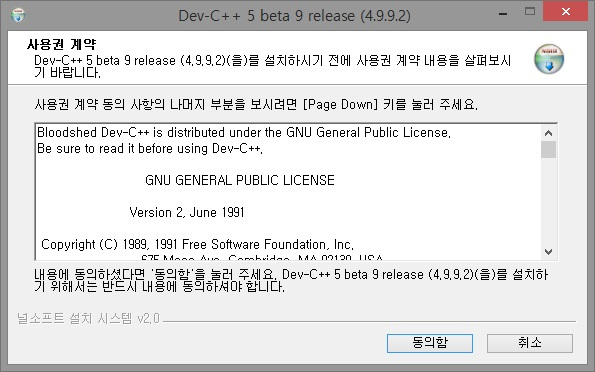 Dev-C++ 5 beta 9 release (4.9.9.2)
사용권 계약
Dev-C++ 5 beta 9 release (4.9.9.2)(을)를 설치하시기 전에 사용권 계약 내용을 살펴보시
기 바랍니다.
사용권 계약 동의 사항의 나머지 부분을 보시려면 [Page Down] 키를 눌러 주세요.
Bloodshed Dev-C++ is distributed under the GNU General Public License.
Be sure to read it before using Dev-C++.
GNU GENERAL PUBLIC LICENSE
Version 2, June 1991
Copyright (C) 1989, 1991 Free Software Foundation, Inc.
675 Mass Ave, Cambridge, MA 02139, USA
내용에 동의하셨다면 '동의함'을 눌러 주세요. Dev-C++ 5 beta 9 release (4.9.9.2)(을)를 설치하
기 위해서는 반드시 내용에 동의하셔야 합니다.
널소프트 설치 시스템 v2.0
동의함
취소